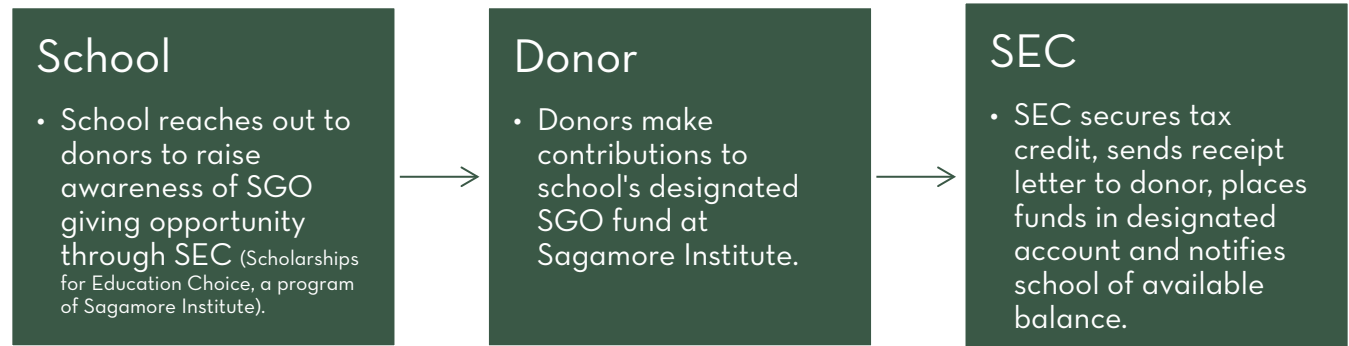 School
• School reaches out to
donors to raise
awareness of SGO
giving opportunity
through SEC (Scholarships
for Education Choice, a program
of Sagamore Institute).
Donor
• Donors make
contributions to
school's designated
SGO fund at
Sagamore Institute.
SEC
• SEC secures tax
credit, sends receipt
letter to donor, places
funds in designated
account and notifies
school of available
balance.